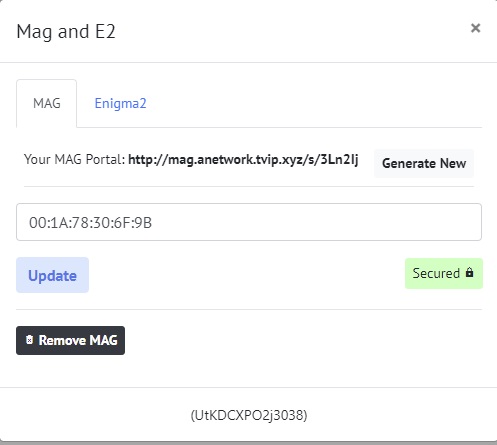 Mag and E2 ×
MAG Enigma2
Your MAG Portal: http://mag.anetwork.tvip.xyz/s/3Ln2Ij Generate New
00:1A:78:30:6F:9B
Update Secured
Remove MAG
(UtKDCXPO2j3038)